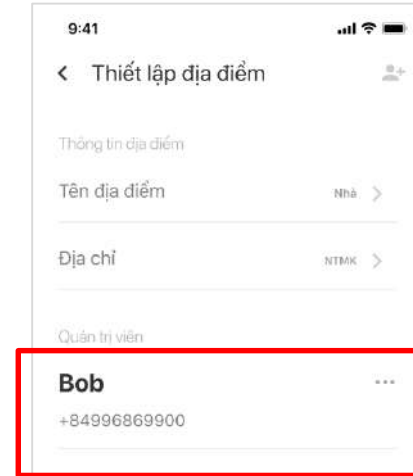 9:41
Thiết lập địa điểm
Thông tin địa điểm
Tên địa điểm Nhà
Địa chỉ NTMK
Quản trị viên
Bob
+84996869900